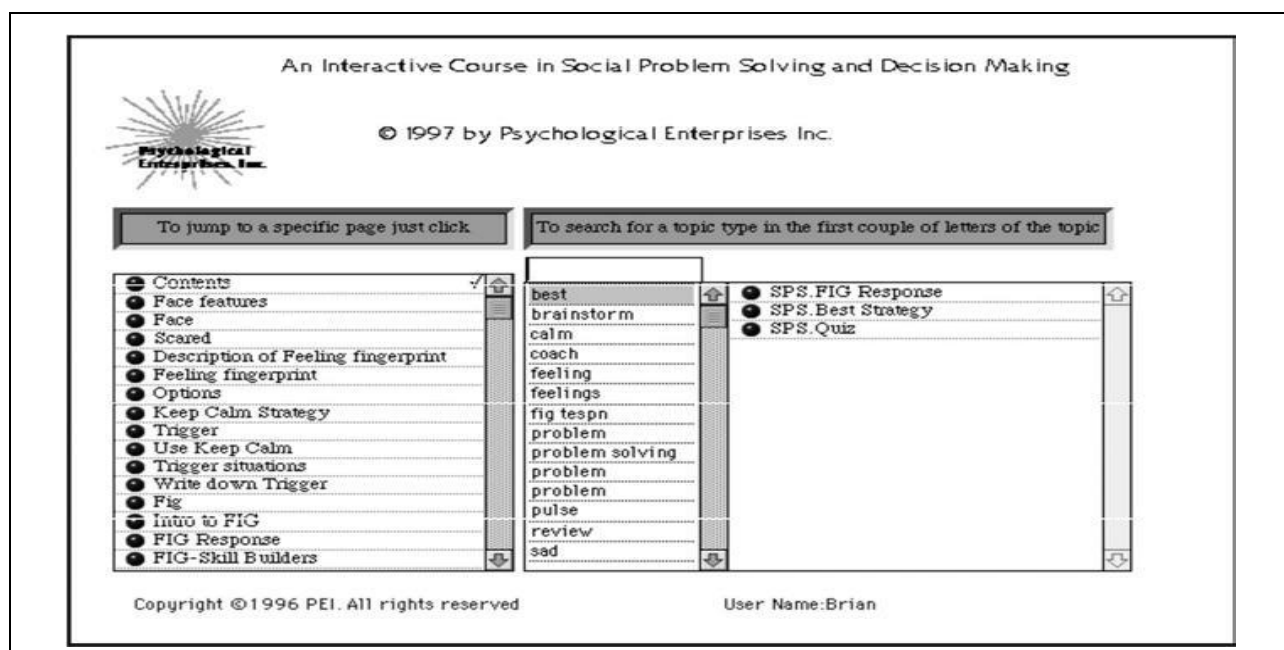 An Interactive Course in Social Problem Solving and Decision Making
© 1997 by Psychological Enterprises Inc.
Psychological
Enterprises, Inc.
To jump to a specific page just click
To search for a topic type in the first couple of letters of the topic
Contents
Face features
Face
Scared
Description of Feeling fingerprint
Feeling fingerprint
Options
Keep Calm Strategy
Trigger
Use Keep Calm
Trigger situations
Write down Trigger
Fig
Intro to FIG
FIG Response
FIG-Skill Builders
best
brainstorm
calm
coach
feeling
feelings
fig tespn
problem
problem solving
problem
problem
pulse
review
sad
SPS.FIG Response
SPS.Best Strategy
SPS.Quiz
Copyright ©1996 PEI. All rights reserved
User Name:Brian